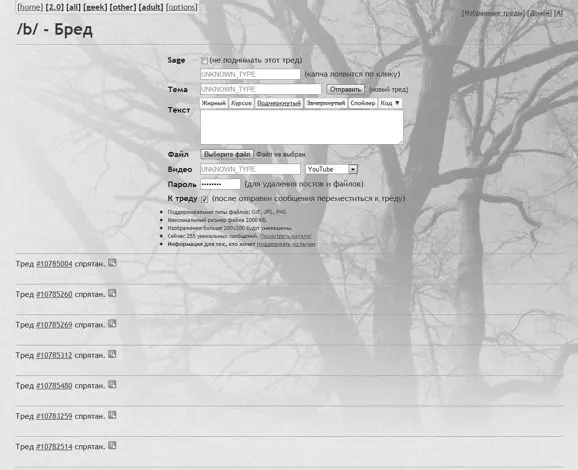 [home] [2.0] [all] [geek] [other] [adult] [options]
[Избранные треды] [Домой] [A]
/b/ - Бред
Sage (не поднимать этот тред)
UNKNOWN_TYPE (капча появится по клику)
Тема UNKNOWN_TYPE Отправить (новый тред)
Текст Жирный Курсив Подчеркнутый Зачеркнутый Спойлер Код ▼
Файл Выберите файл Файл не выбран
Видео UNKNOWN_TYPE YouTube
Пароль •••••••• (для удаления постов и файлов)
К треду (после отправки сообщения переместиться к треду)
Поддерживаемые типы файлов: GIF, JPG, PNG
Максимальный размер файла 2000 KB.
Изображения больше 200x200 будут уменьшены.
Сейчас 255 уникальных сообщений. Посмотреть каталог
Информация для тех, кто хочет поддержать нульчан
Тред #10785004 спрятан.
Тред #10785260 спрятан.
Тред #10785269 спрятан.
Тред #10785312 спрятан.
Тред #10785480 спрятан.
Тред #10783259 спрятан.
Тред #10782514 спрятан.